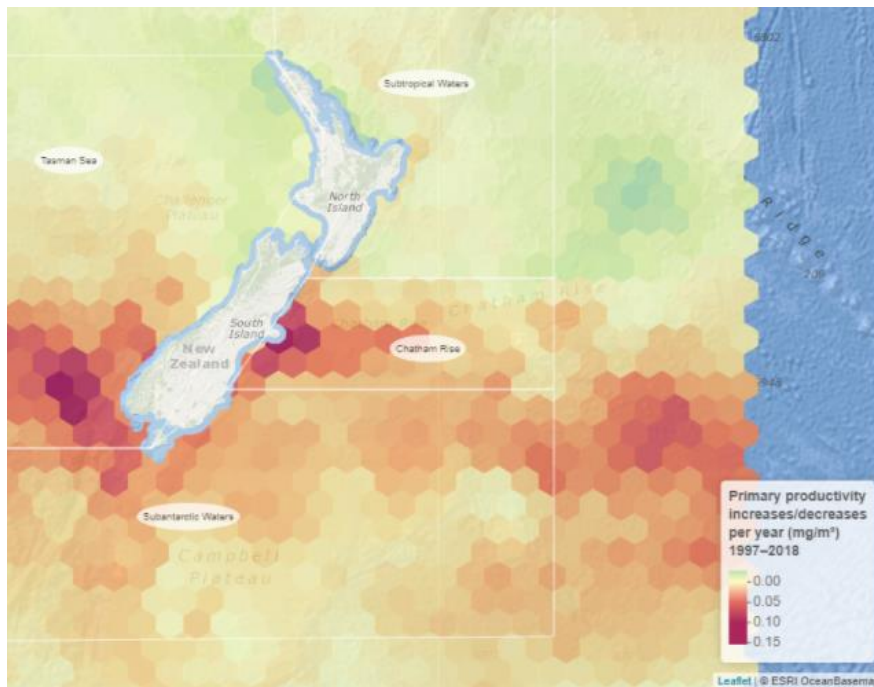 6502
Subtropical Waters
Tasman Sea
Challenger
Plateau
North
Island
Ridge
Chatham Rise
South
Island
New
Zealand
Chatham Rise
Subantarctic Waters
Campbell
Plateau
Primary productivity
increases/decreases
per year (mg/m³)
1997–2018
0.00
0.05
0.10
0.15
Leaflet | © ESRI OceanBasema